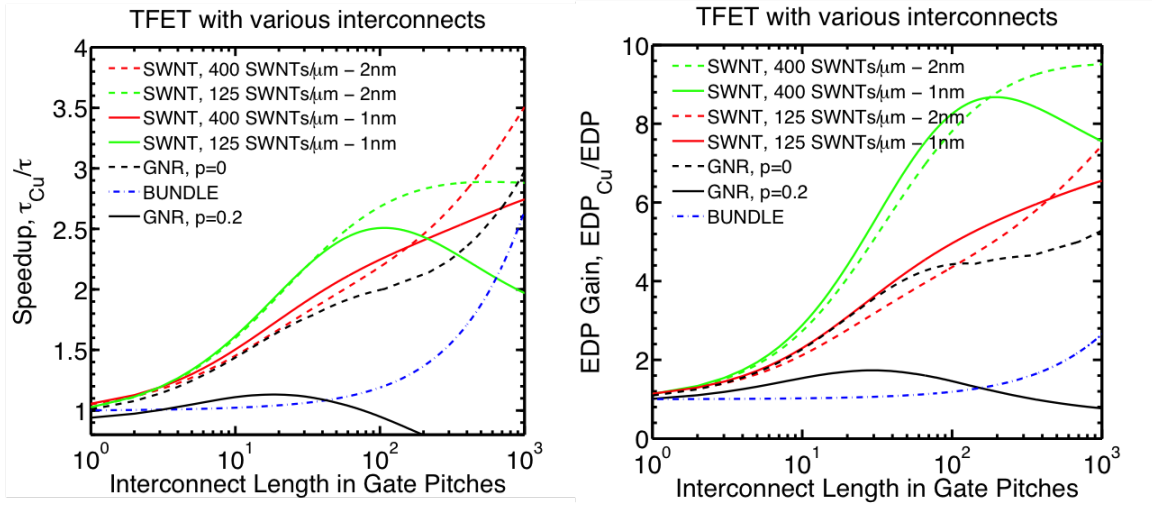 TFET with various interconnects
4
3.5
3
2.5
2
1.5
1
Speedup, τCu/τ
SWNT, 400 SWNTs/μm – 2nm
SWNT, 125 SWNTs/μm – 2nm
SWNT, 400 SWNTs/μm – 1nm
SWNT, 125 SWNTs/μm – 1nm
GNR, p=0
BUNDLE
GNR, p=0.2
10^0
10^1
10^2
10^3
Interconnect Length in Gate Pitches
TFET with various interconnects
10
8
6
4
2
0
EDP Gain, EDPCu/EDP
SWNT, 400 SWNTs/μm – 2nm
SWNT, 400 SWNTs/μm – 1nm
SWNT, 125 SWNTs/μm – 2nm
SWNT, 125 SWNTs/μm – 1nm
GNR, p=0
GNR, p=0.2
BUNDLE
10^0
10^1
10^2
10^3
Interconnect Length in Gate Pitches